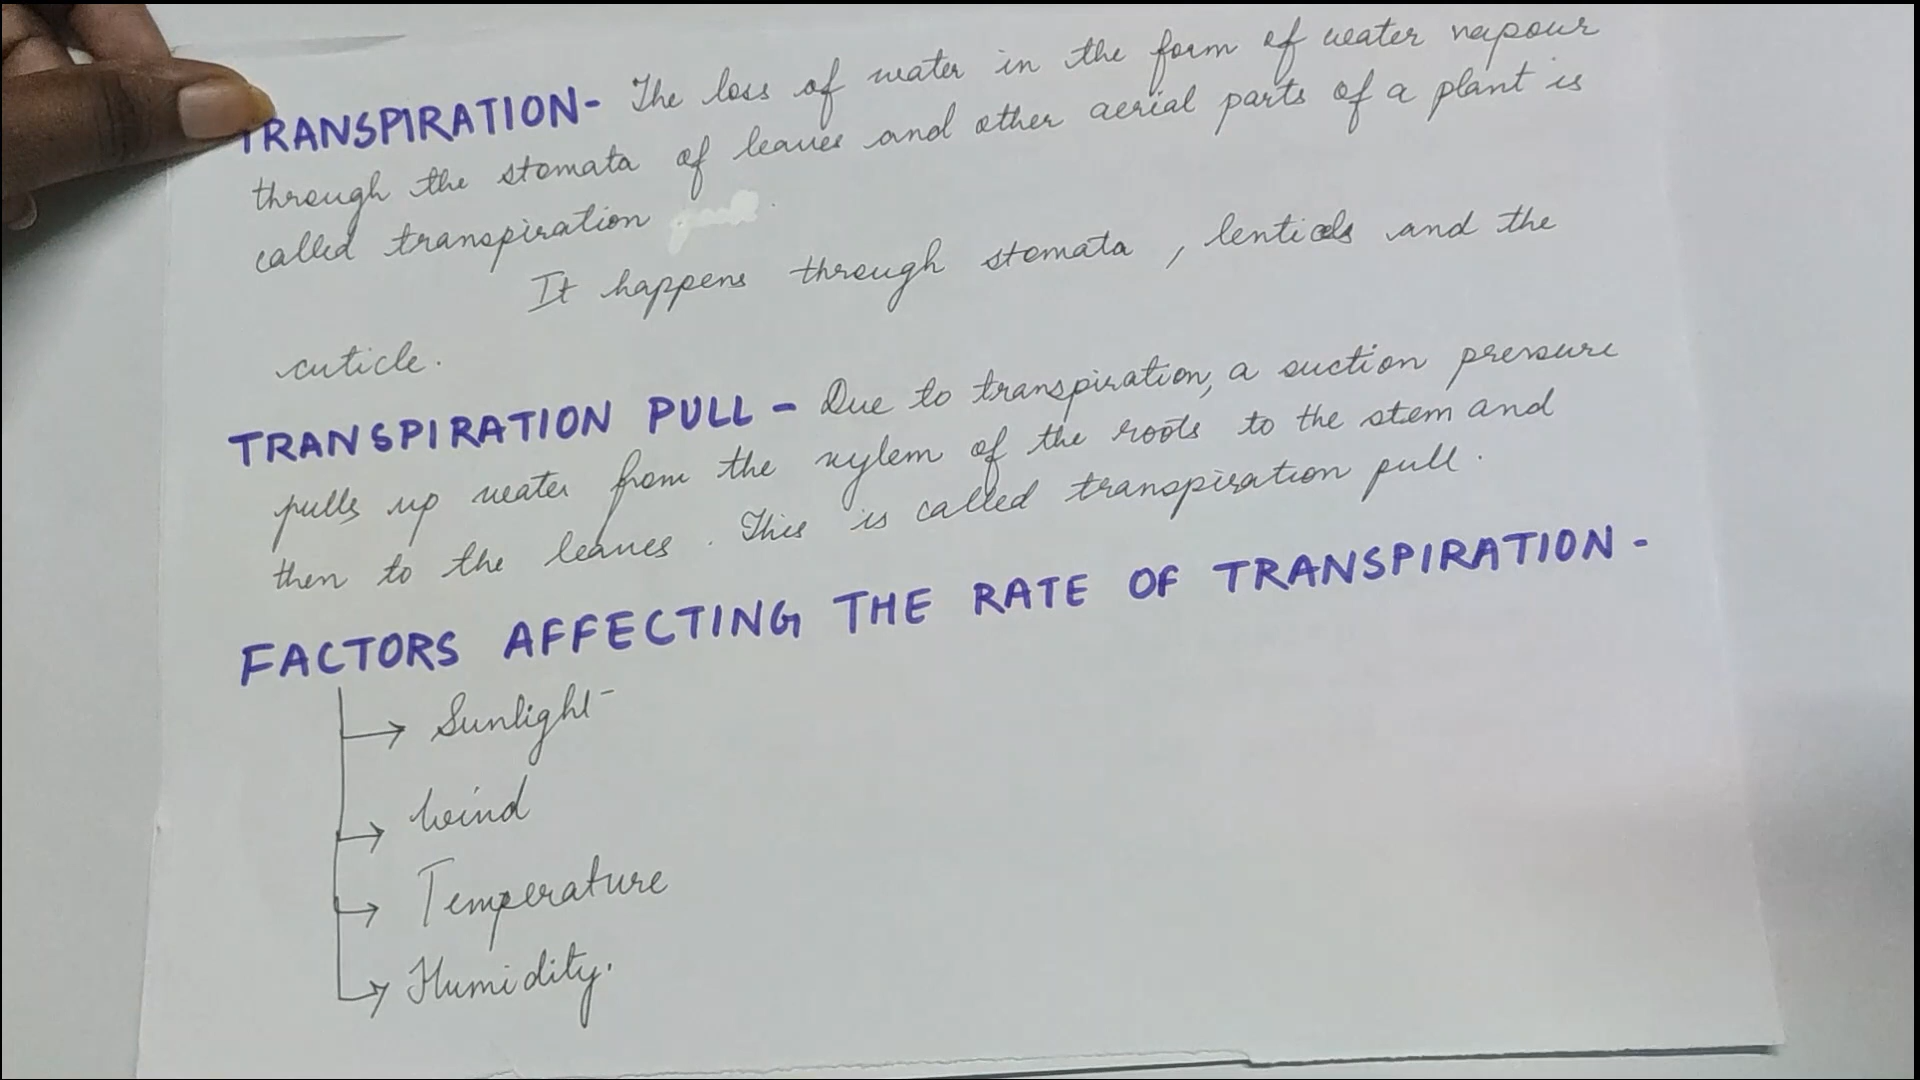 TRANSPIRATION- The loss of water in the form of water vapour
through the stomata of leaves and other aerial parts of a plant is
called transpiration
It happens through stomata, lenticels and the
cuticle.
TRANSPIRATION PULL - Due to transpiration, a suction pressure
pulls up water from the xylem of the roots to the stem and
then to the leaves. This is called transpiration pull.
FACTORS AFFECTING THE RATE OF TRANSPIRATION -
→ Sunlight-
→ Wind
→ Temperature
→ Humidity.